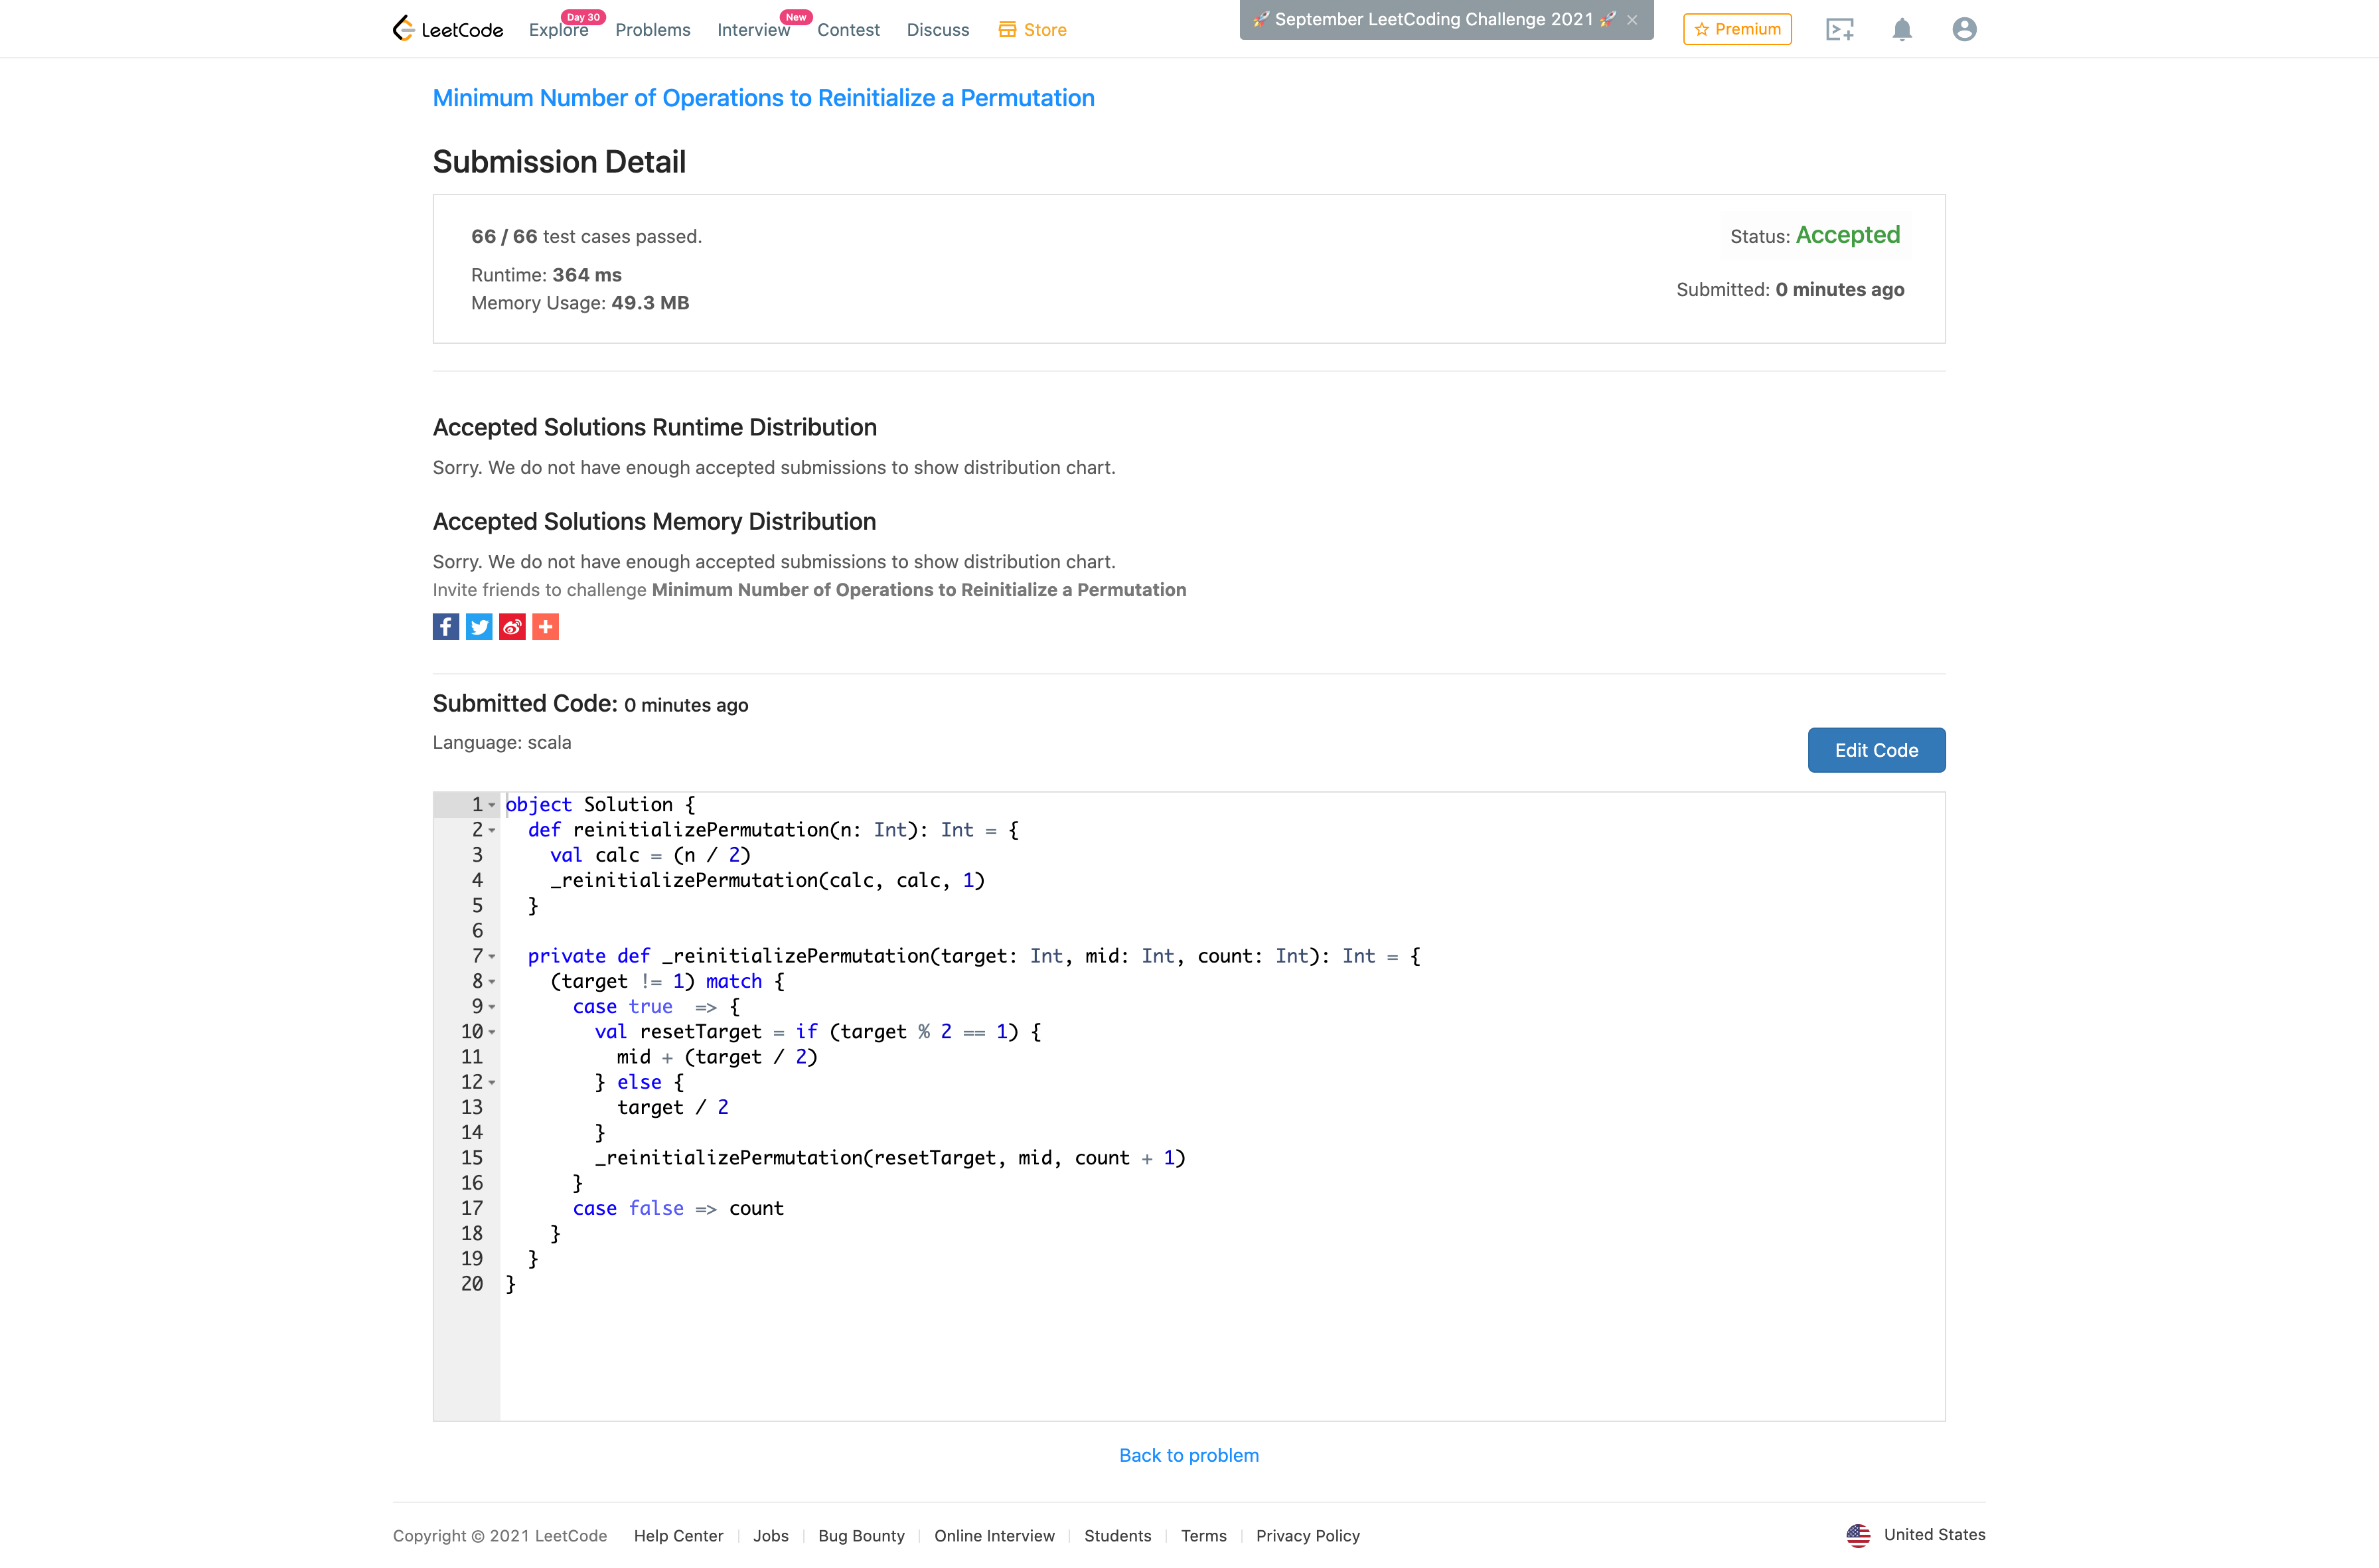 LeetCode Explore Day 30 Problems Interview New Contest Discuss Store 🚀 September LeetCoding Challenge 2021 🚀 × Premium
Minimum Number of Operations to Reinitialize a Permutation
Submission Detail
66 / 66 test cases passed.
Status: Accepted
Runtime: 364 ms
Submitted: 0 minutes ago
Memory Usage: 49.3 MB
Accepted Solutions Runtime Distribution
Sorry. We do not have enough accepted submissions to show distribution chart.
Accepted Solutions Memory Distribution
Sorry. We do not have enough accepted submissions to show distribution chart.
Invite friends to challenge Minimum Number of Operations to Reinitialize a Permutation
Submitted Code: 0 minutes ago
Language: scala
Edit Code
1 object Solution {
2   def reinitializePermutation(n: Int): Int = {
3     val calc = (n / 2)
4     _reinitializePermutation(calc, calc, 1)
5   }
6
7   private def _reinitializePermutation(target: Int, mid: Int, count: Int): Int = {
8     (target != 1) match {
9       case true  => {
10         val resetTarget = if (target % 2 == 1) {
11           mid + (target / 2)
12         } else {
13           target / 2
14         }
15         _reinitializePermutation(resetTarget, mid, count + 1)
16       }
17       case false => count
18     }
19   }
20 }
Back to problem
Copyright © 2021 LeetCode Help Center | Jobs | Bug Bounty | Online Interview | Students | Terms | Privacy Policy United States